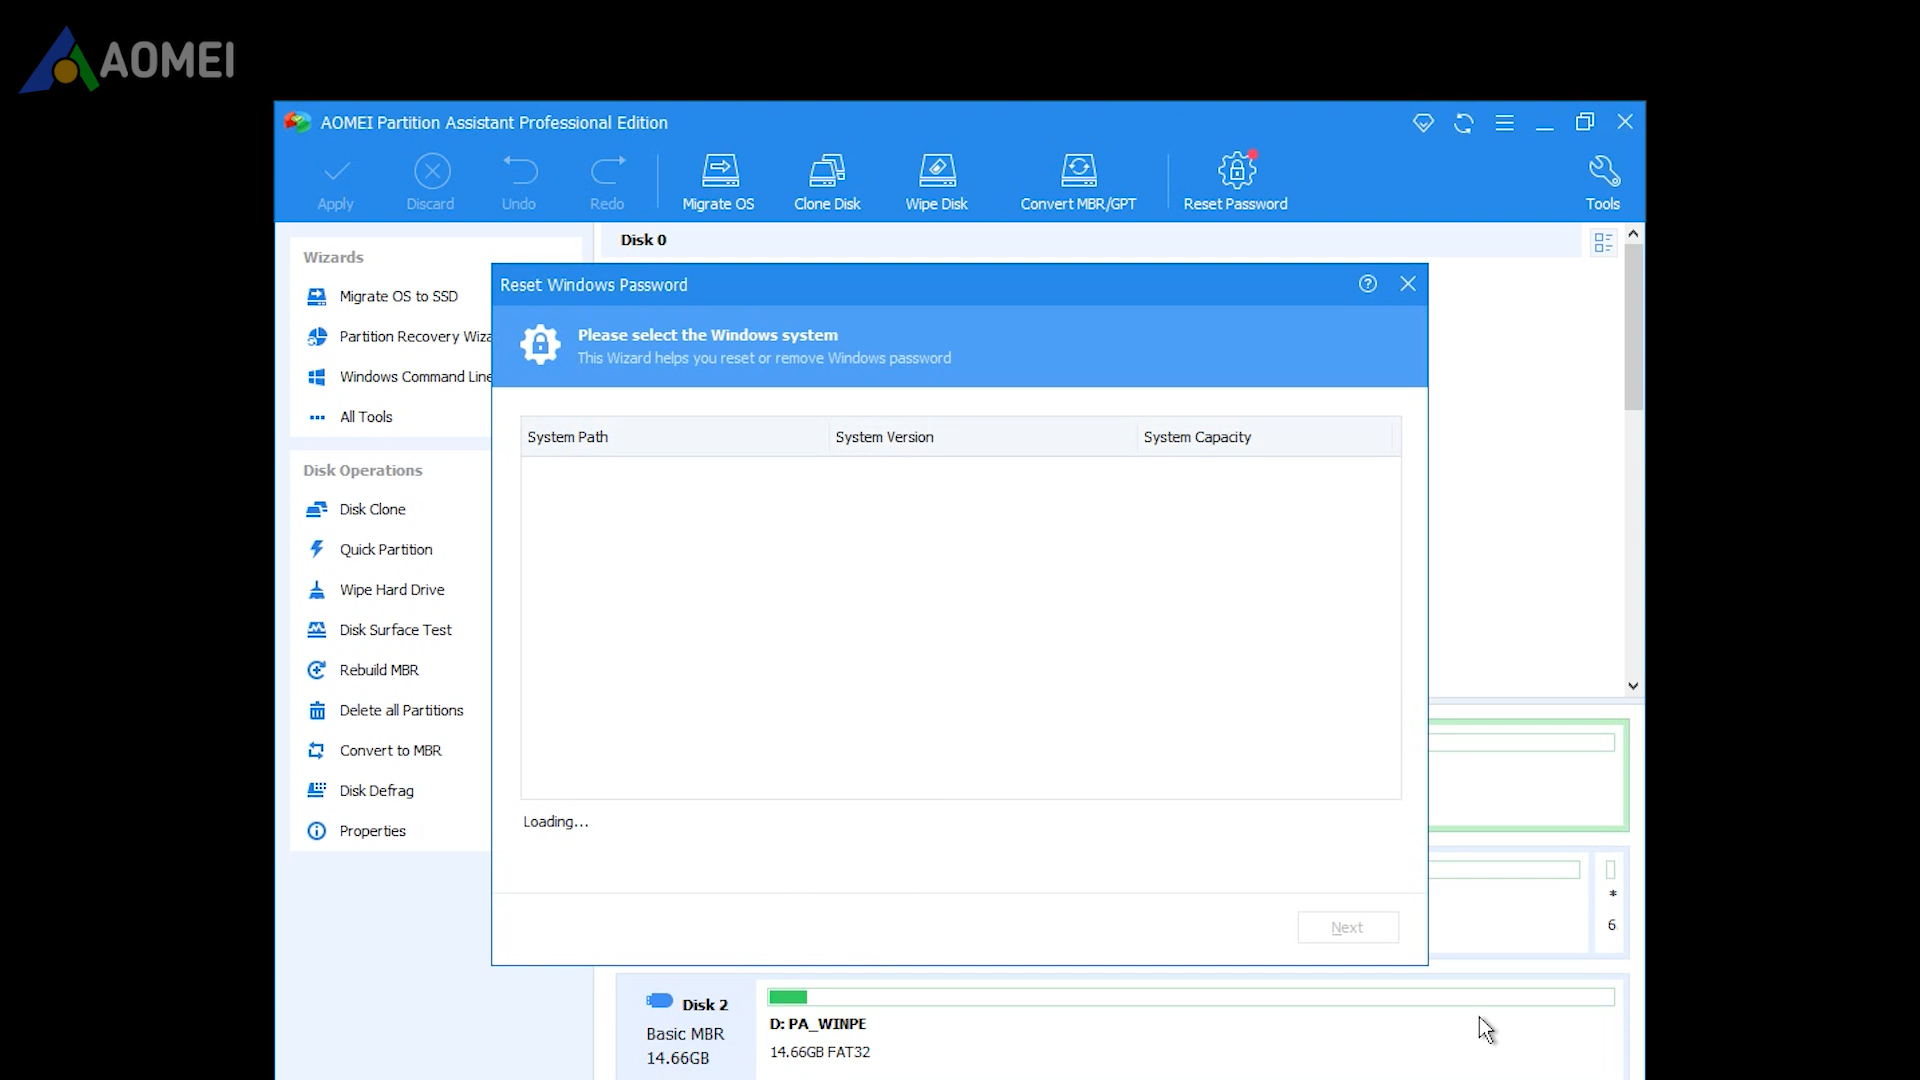 AOMEI
AOMEI Partition Assistant Professional Edition
Apply
Discard
Undo
Redo
Migrate OS
Clone Disk
Wipe Disk
Convert MBR/GPT
Reset Password
Tools
Wizards
Migrate OS to SSD
Partition Recovery Wiza
Windows Command Line
All Tools
Disk Operations
Disk Clone
Quick Partition
Wipe Hard Drive
Disk Surface Test
Rebuild MBR
Delete all Partitions
Convert to MBR
Disk Defrag
Properties
Disk 0
Reset Windows Password
Please select the Windows system
This Wizard helps you reset or remove Windows password
System Path
System Version
System Capacity
Loading...
Next
*
6
Disk 2
Basic MBR
14.66GB
D: PA_WINPE
14.66GB FAT32